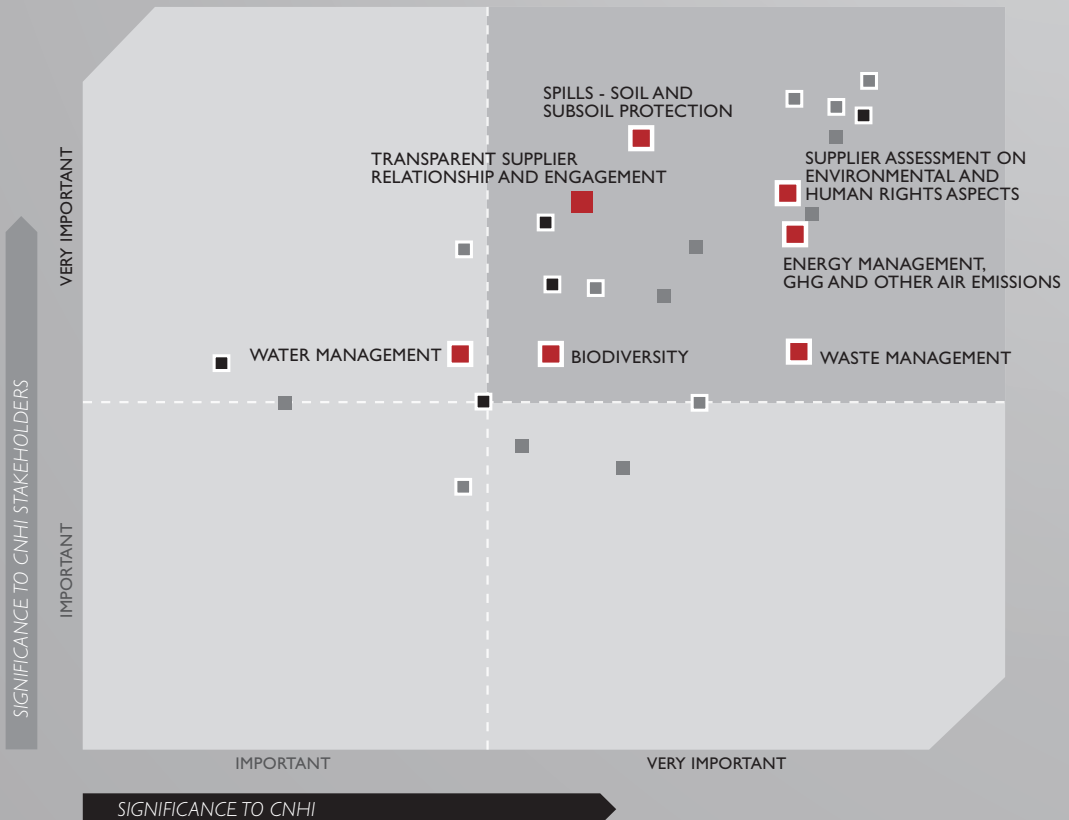 SPILLS - SOIL AND
SUBSOIL PROTECTION
TRANSPARENT SUPPLIER
RELATIONSHIP AND ENGAGEMENT
SUPPLIER ASSESSMENT ON
ENVIRONMENTAL AND
HUMAN RIGHTS ASPECTS
ENERGY MANAGEMENT,
GHG AND OTHER AIR EMISSIONS
WATER MANAGEMENT
BIODIVERSITY
WASTE MANAGEMENT
VERY IMPORTANT
IMPORTANT
SIGNIFICANCE TO CNHI STAKEHOLDERS
IMPORTANT
VERY IMPORTANT
SIGNIFICANCE TO CNHI